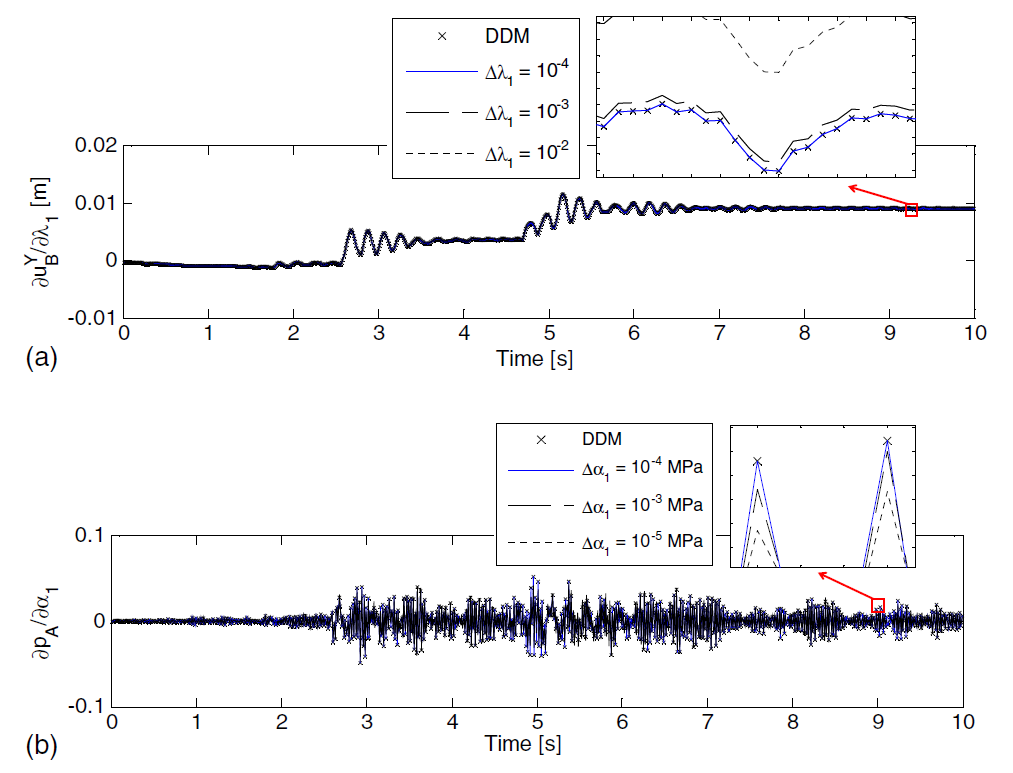 DDM
Δλ₁ = 10⁻⁴
Δλ₁ = 10⁻³
Δλ₁ = 10⁻²
0.02
0.01
0
-0.01
∂u_B^Y/∂λ₁ [m]
0 1 2 3 4 5 6 7 8 9 10
Time [s]
(a)
DDM
Δα₁ = 10⁻⁴ MPa
Δα₁ = 10⁻³ MPa
Δα₁ = 10⁻⁵ MPa
0.1
0
-0.1
∂p_A/∂α₁
0 1 2 3 4 5 6 7 8 9 10
Time [s]
(b)